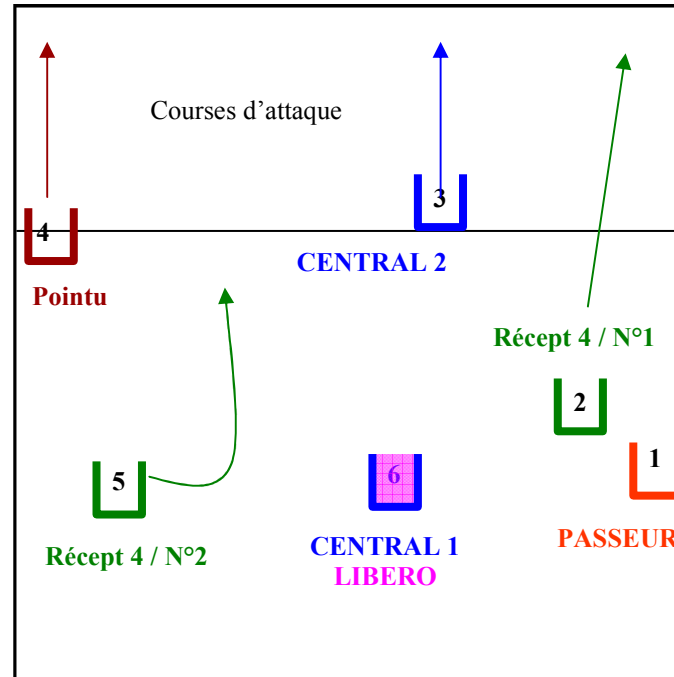 Courses d'attaque
3
4
CENTRAL 2
Pointu
Récept 4 / N°1
2
1
5
6
Récept 4 / N°2
CENTRAL 1
LIBERO
PASSEUR